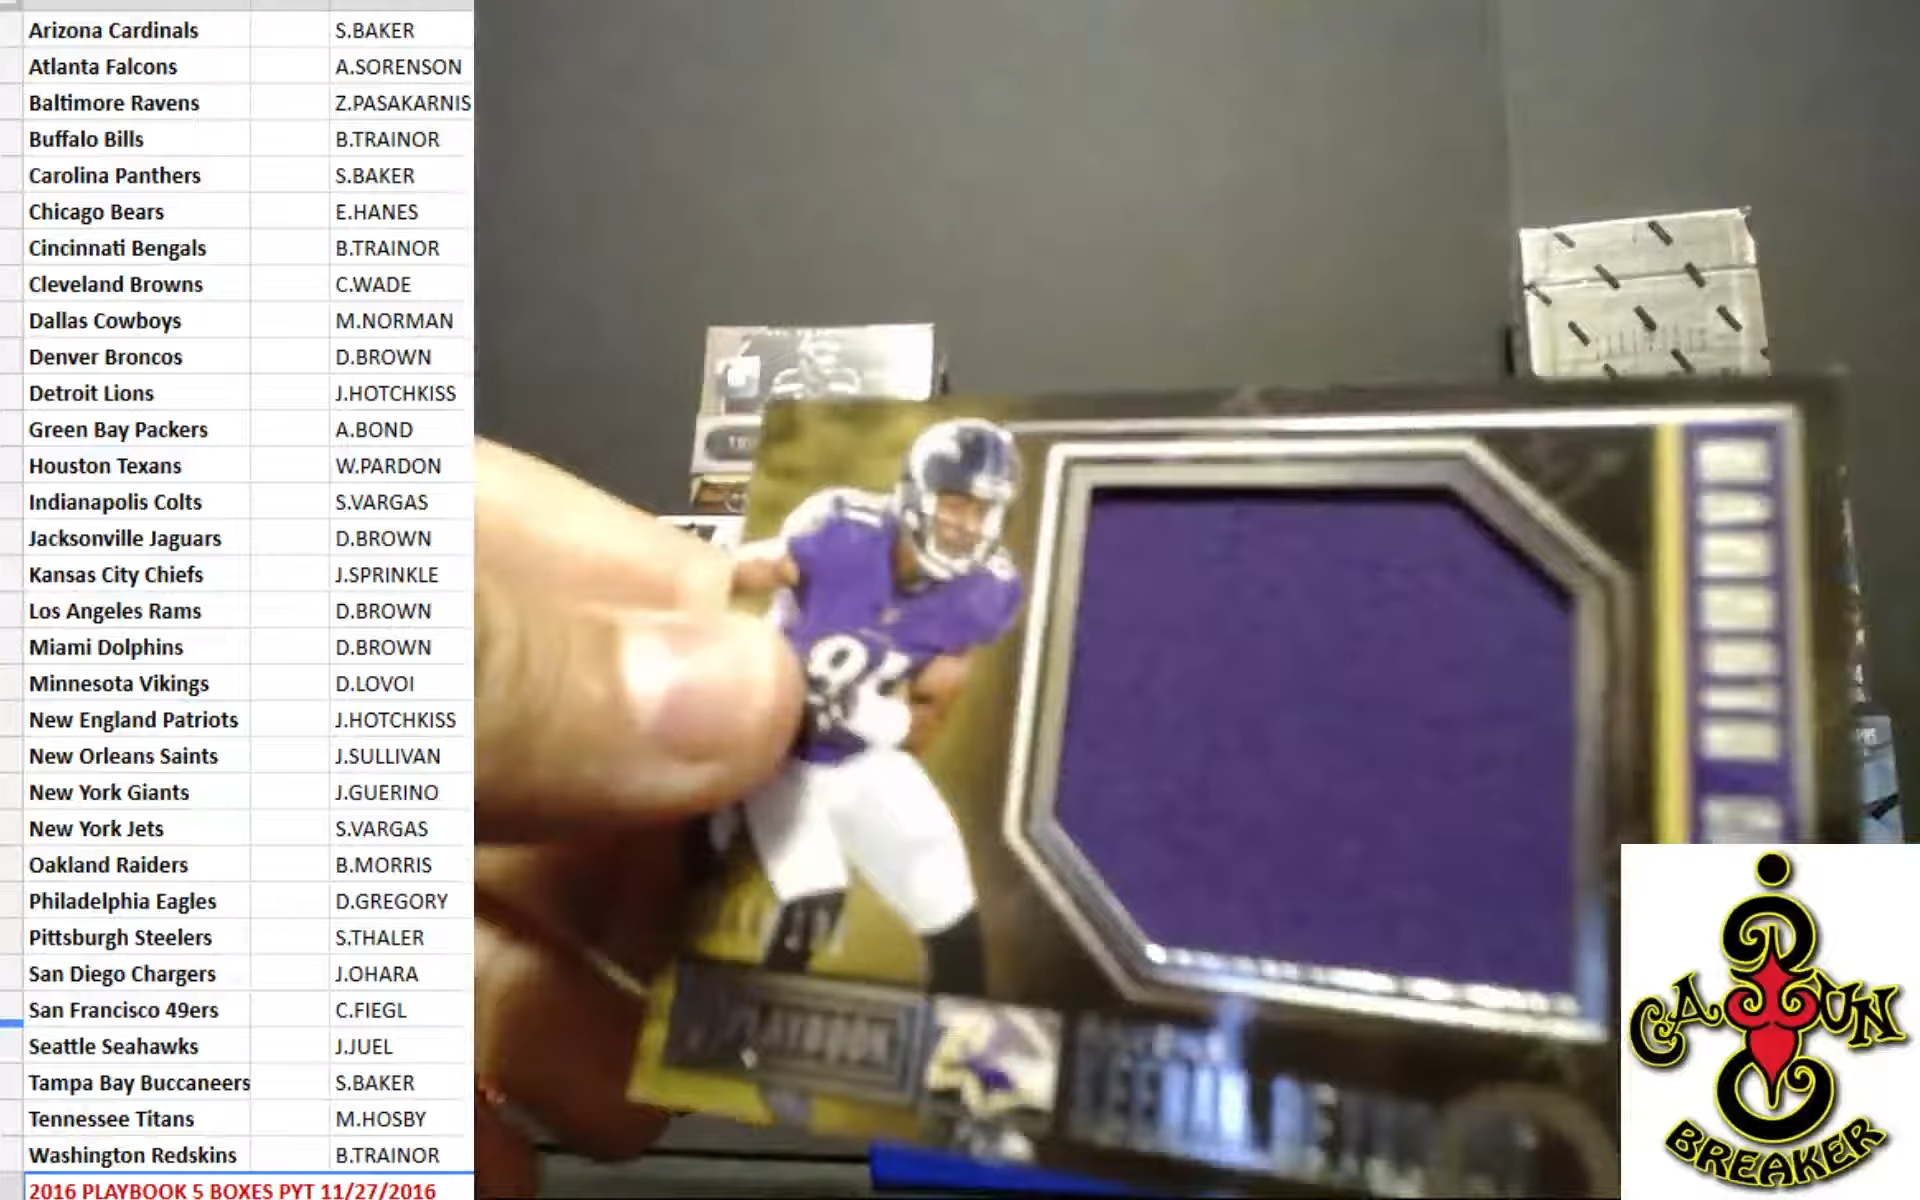 Arizona Cardinals S.BAKER
Atlanta Falcons A.SORENSON
Baltimore Ravens Z.PASAKARNIS
Buffalo Bills B.TRAINOR
Carolina Panthers S.BAKER
Chicago Bears E.HANES
Cincinnati Bengals B.TRAINOR
Cleveland Browns C.WADE
Dallas Cowboys M.NORMAN
Denver Broncos D.BROWN
Detroit Lions J.HOTCHKISS
Green Bay Packers A.BOND
Houston Texans W.PARDON
Indianapolis Colts S.VARGAS
Jacksonville Jaguars D.BROWN
Kansas City Chiefs J.SPRINKLE
Los Angeles Rams D.BROWN
Miami Dolphins D.BROWN
Minnesota Vikings D.LOVOI
New England Patriots J.HOTCHKISS
New Orleans Saints J.SULLIVAN
New York Giants J.GUERINO
New York Jets S.VARGAS
Oakland Raiders B.MORRIS
Philadelphia Eagles D.GREGORY
Pittsburgh Steelers S.THALER
San Diego Chargers J.OHARA
San Francisco 49ers C.FIEGL
Seattle Seahawks J.JUEL
Tampa Bay Buccaneers S.BAKER
Tennessee Titans M.HOSBY
Washington Redskins B.TRAINOR
2016 PLAYBOOK 5 BOXES PYT 11/27/2016
PLAYBOOK
CAJUN
BREAKER